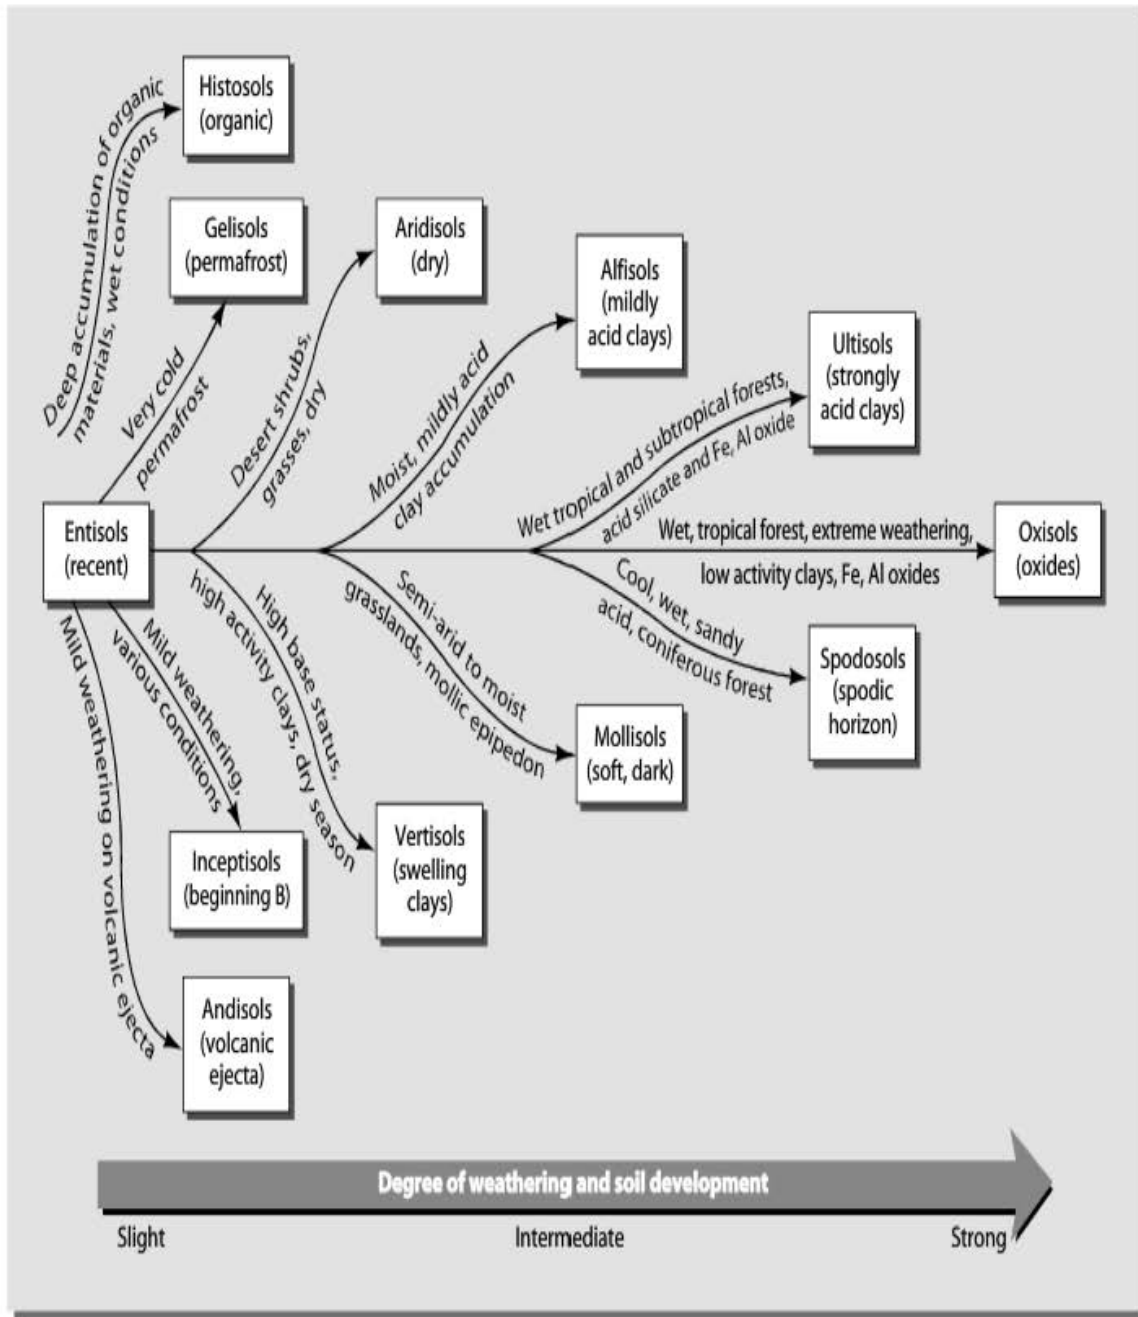 Histosols
(organic)
Deep accumulation of organic
materials, wet conditions
Gelisols
(permafrost)
Very cold
permafrost
Aridisols
(dry)
Desert shrubs,
grasses, dry
Alfisols
(mildly
acid clays)
Moist, mildly acid
clay accumulation
Ultisols
(strongly
acid clays)
Wet tropical and subtropical forests,
acid silicate and Fe, Al oxide
Entisols
(recent)
Wet, tropical forest, extreme weathering,
low activity clays, Fe, Al oxides
Oxisols
(oxides)
Cool, wet, sandy
acid, coniferous forest
Spodosols
(spodic
horizon)
Semi-arid to moist
grasslands, mollic epipedon
Mollisols
(soft, dark)
High base status,
high activity clays, dry season
Vertisols
(swelling
clays)
Mild weathering,
various conditions
Inceptisols
(beginning B)
Mild weathering on volcanic ejecta
Andisols
(volcanic
ejecta)
Degree of weathering and soil development
Slight
Intermediate
Strong